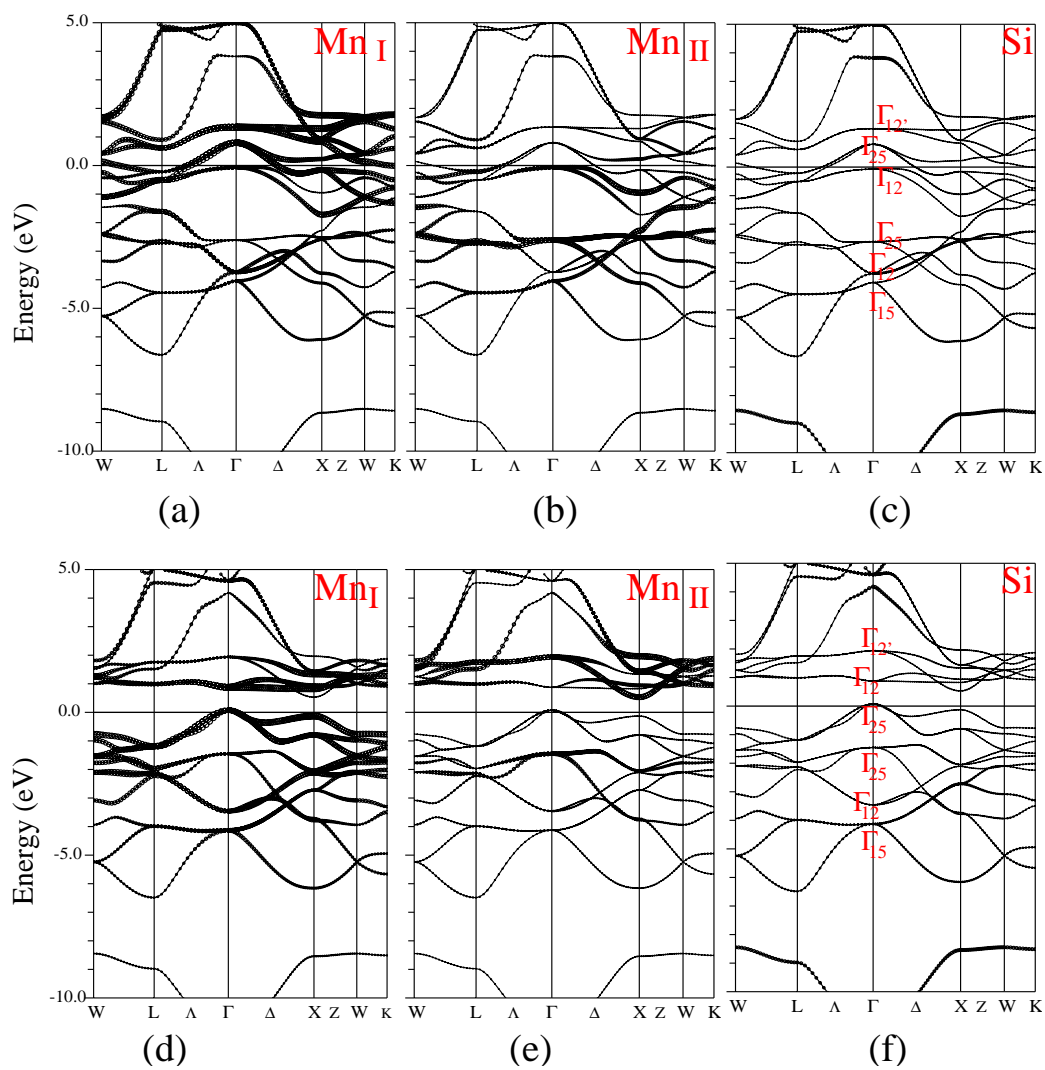 5.0
0.0
-5.0
-10.0
Energy (eV)
Mn I
W L Λ Γ Δ X Z W K
(a)
Mn II
W L Λ Γ Δ X Z W K
(b)
Si
Γ12'
Γ25
Γ12
Γ25
Γ12
Γ15
W L Λ Γ Δ X Z W K
(c)
5.0
0.0
-5.0
-10.0
Energy (eV)
Mn I
W L Λ Γ Δ X Z W K
(d)
Mn II
W L Λ Γ Δ X Z W K
(e)
Si
Γ12'
Γ12
Γ25
Γ25
Γ12
Γ15
W L Λ Γ Δ X Z W K
(f)